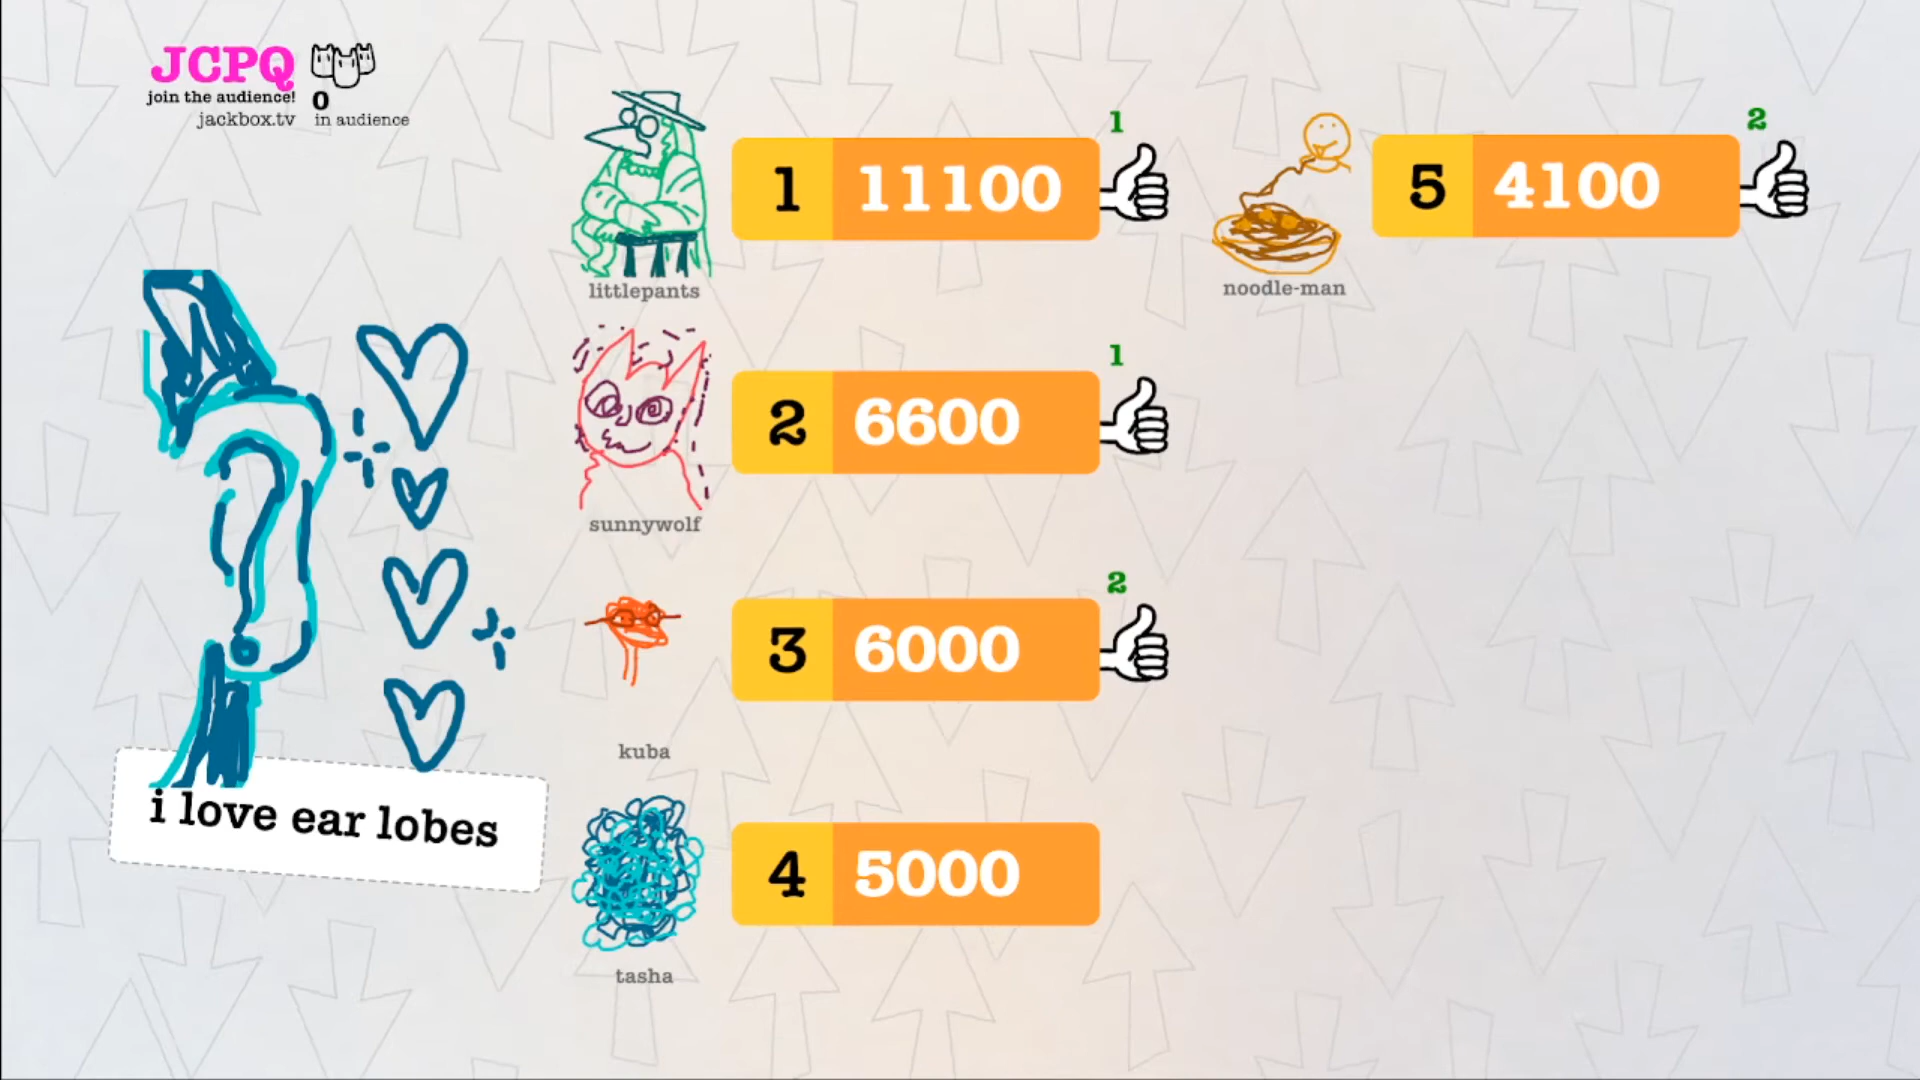 JCPQ
join the audience!
jackbox.tv
0
in audience
i love ear lobes
1 11100
1
littlepants
2 6600
1
sunnywolf
3 6000
2
kuba
4 5000
tasha
5 4100
2
noodle-man